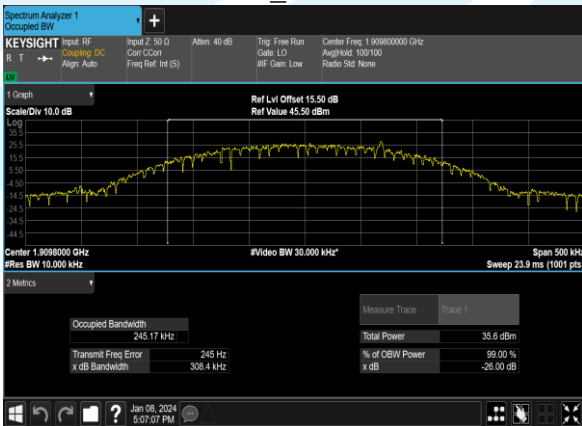 Spectrum Analyzer 1
Occupied BW
KEYSIGHT Input: RF Input Z: 50 Ω Atten: 40 dB Trig: Free Run Center Freq: 1.909800000 GHz
R T Coupling: DC Corr CCorr Gate: LO Avg|Hold: 100/100
Align: Auto Freq Ref: Int (S) #IF Gain: Low Radio Std: None
1 Graph
Ref Lvl Offset 15.50 dB
Scale/Div 10.0 dB Ref Value 45.50 dBm
Log
35.5
25.5
15.5
5.50
-4.50
-14.5
-24.5
-34.5
-44.5
Center 1.9098000 GHz #Video BW 30.000 kHz* Span 500 kHz
#Res BW 10.000 kHz Sweep 23.9 ms (1001 pts
2 Metrics
Measure Trace Trace 1
Occupied Bandwidth
245.17 kHz Total Power 35.6 dBm
Transmit Freq Error 245 Hz % of OBW Power 99.00 %
x dB Bandwidth 308.4 kHz x dB -26.00 dB
Jan 08, 2024
5:07:07 PM